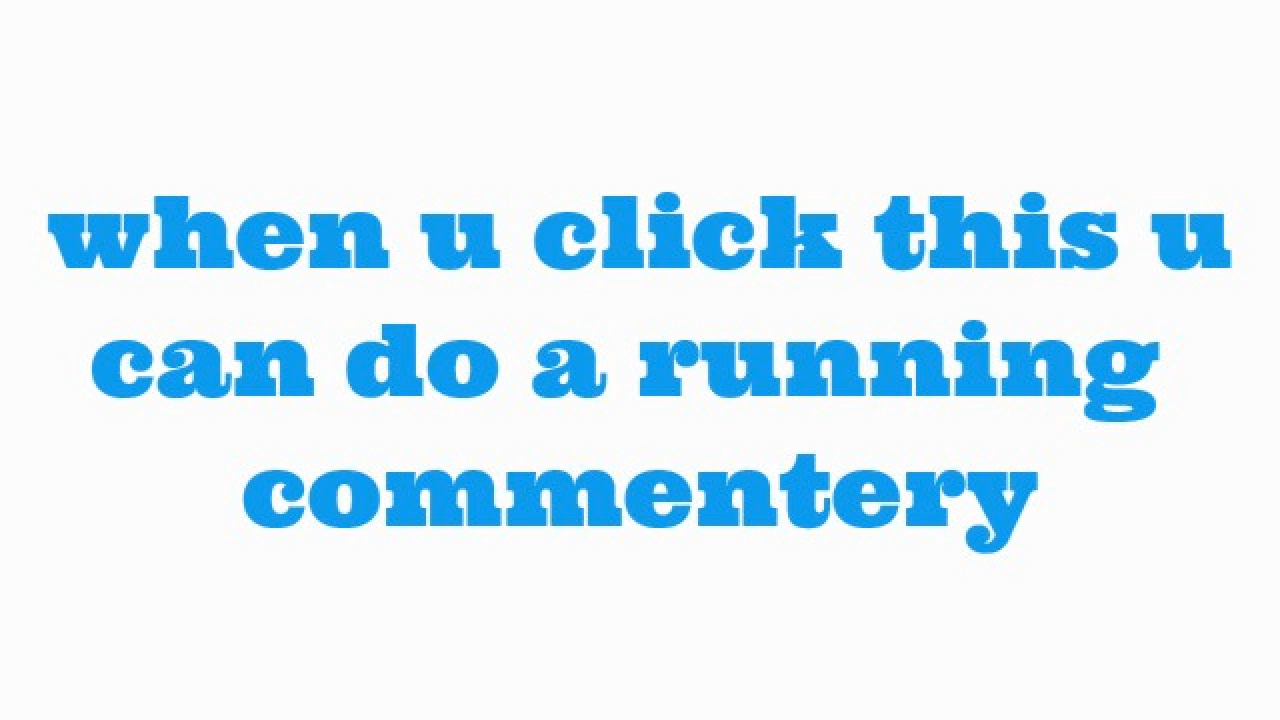 when u click this u
can do a running
commentery